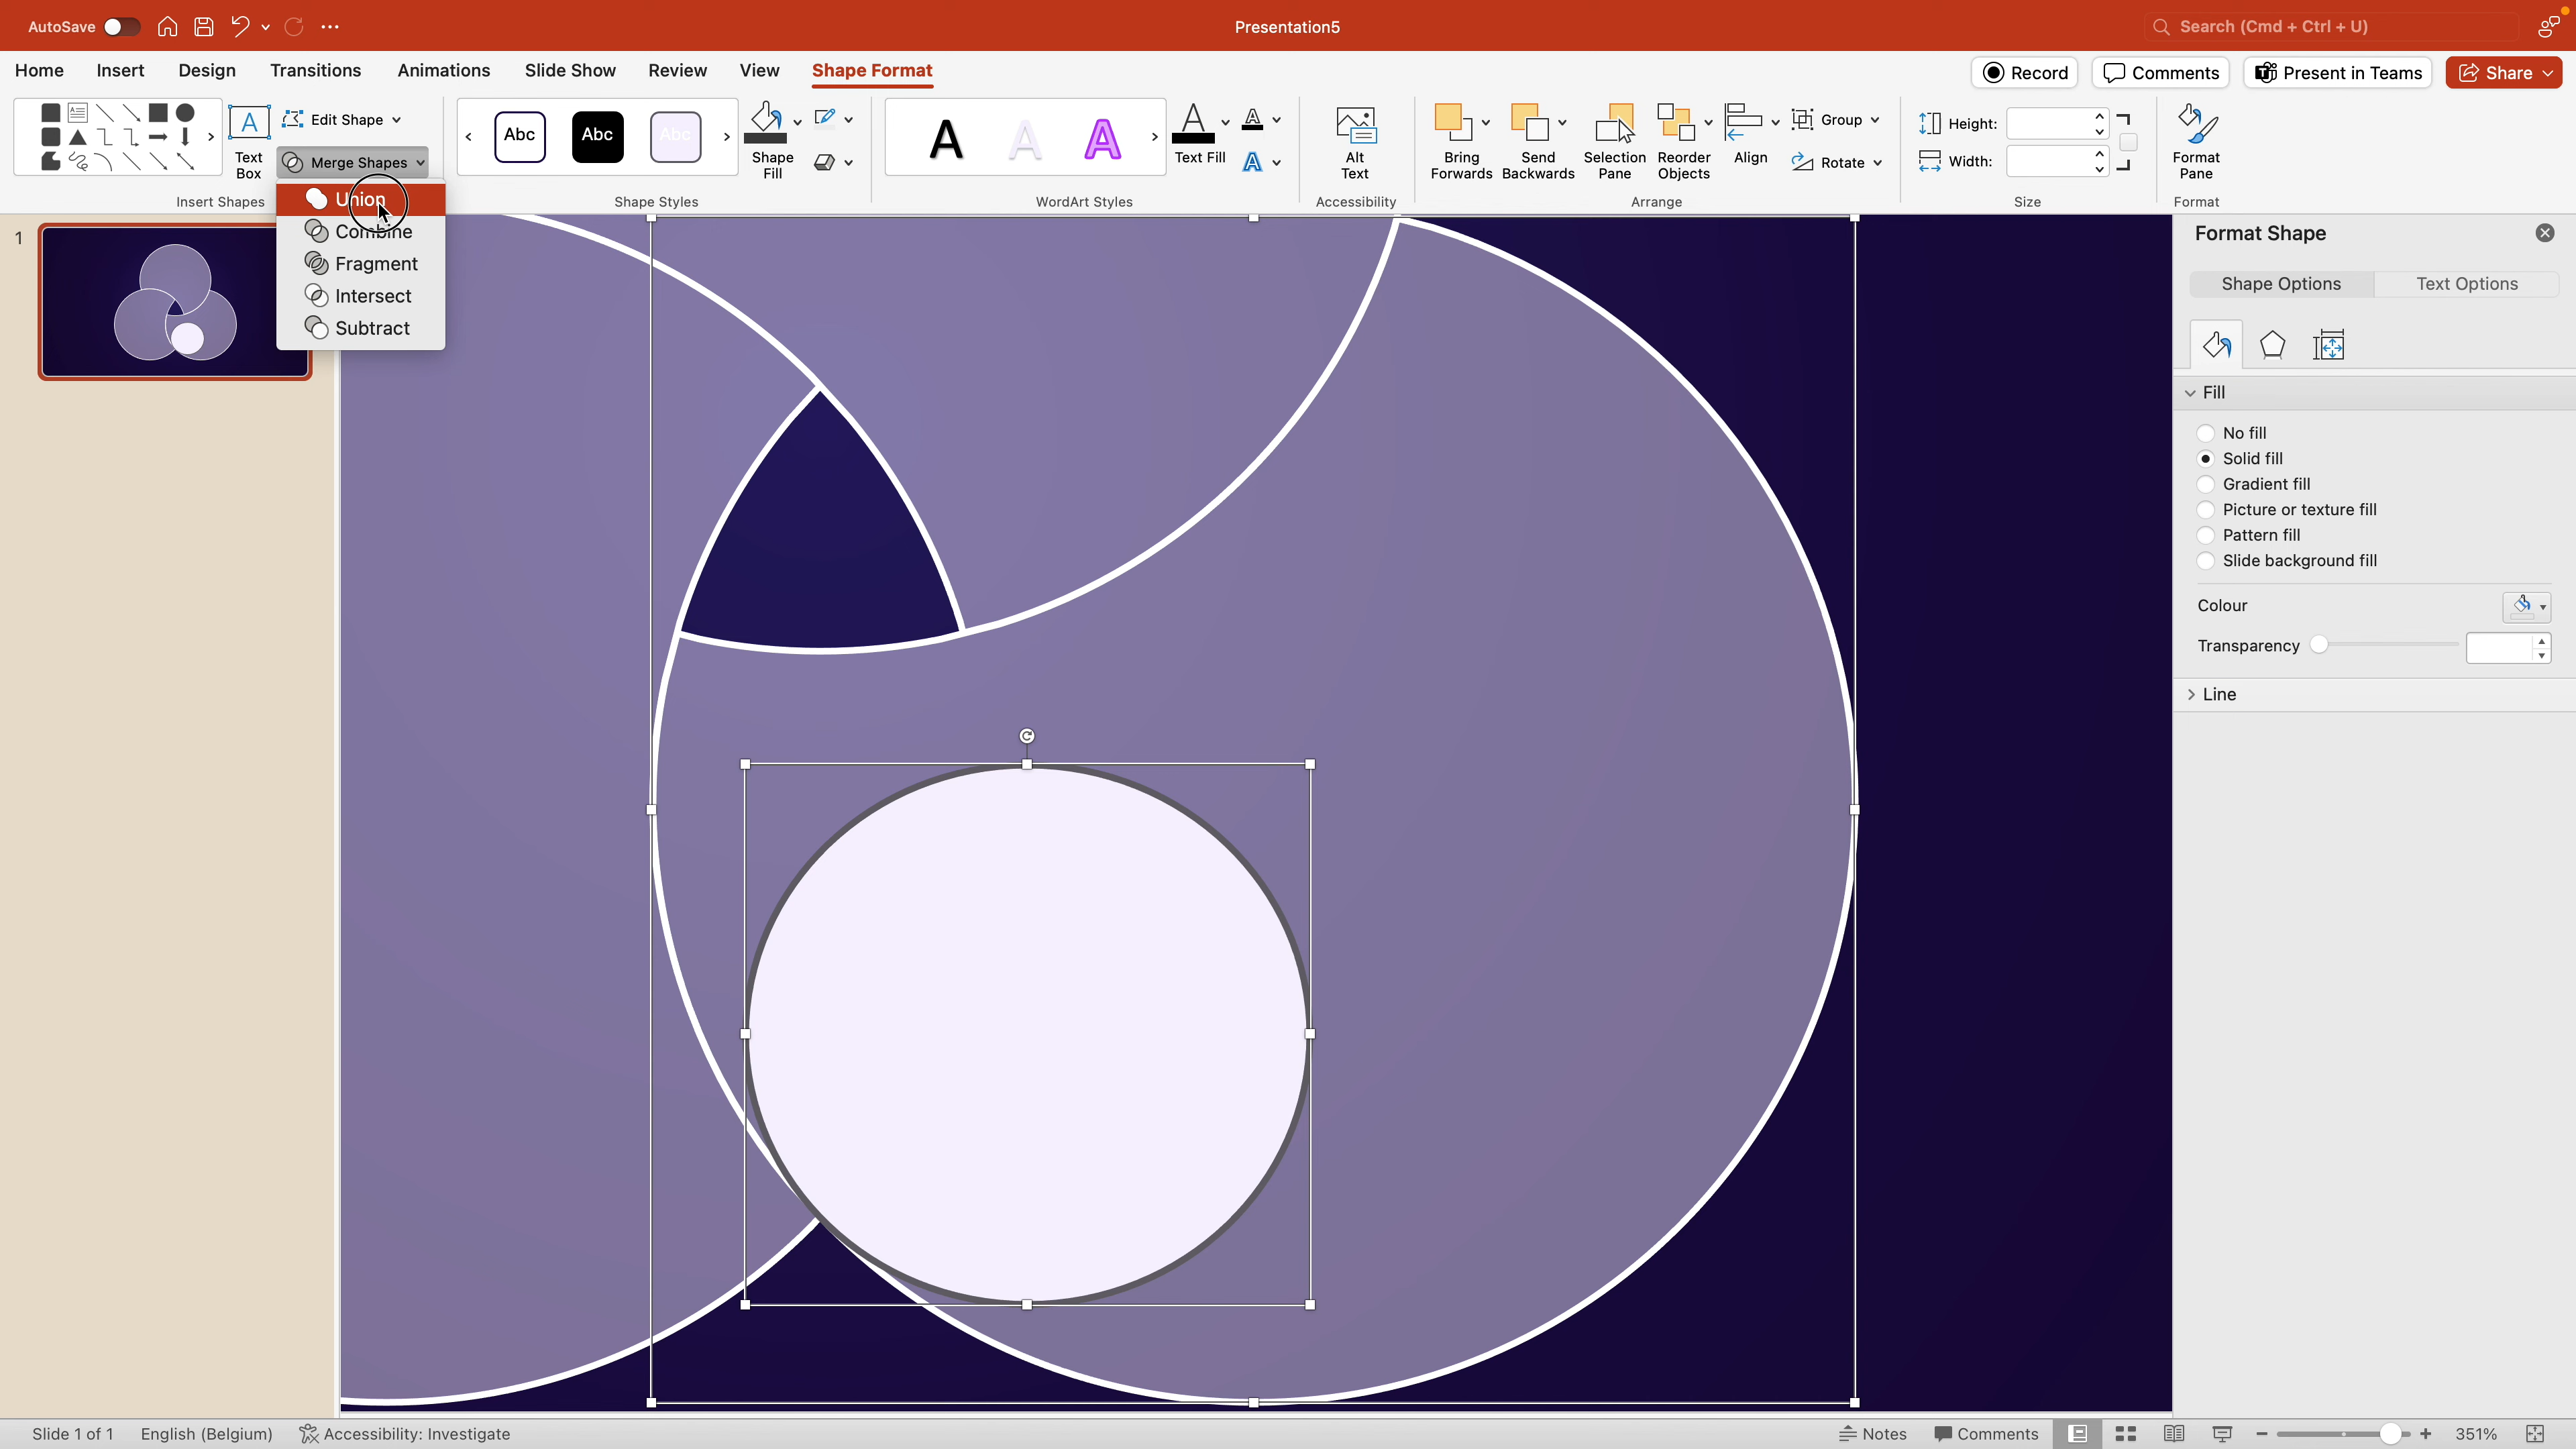 AutoSave
Presentation5
Search (Cmd + Ctrl + U)
Home Insert Design Transitions Animations Slide Show Review View Shape Format
Record Comments Present in Teams Share
Text Box
Edit Shape
Merge Shapes
Insert Shapes
Abc Abc Abc
Shape Fill
Shape Styles
Text Fill
WordArt Styles
Alt Text
Accessibility
Bring Forwards
Send Backwards
Selection Pane
Reorder Objects
Align
Group
Rotate
Arrange
Height:
Width:
Size
Format Pane
Format
Union
Combine
Fragment
Intersect
Subtract
1
Format Shape
Shape Options Text Options
Fill
No fill
Solid fill
Gradient fill
Picture or texture fill
Pattern fill
Slide background fill
Colour
Transparency
Line
Slide 1 of 1 English (Belgium) Accessibility: Investigate
Notes Comments 351%